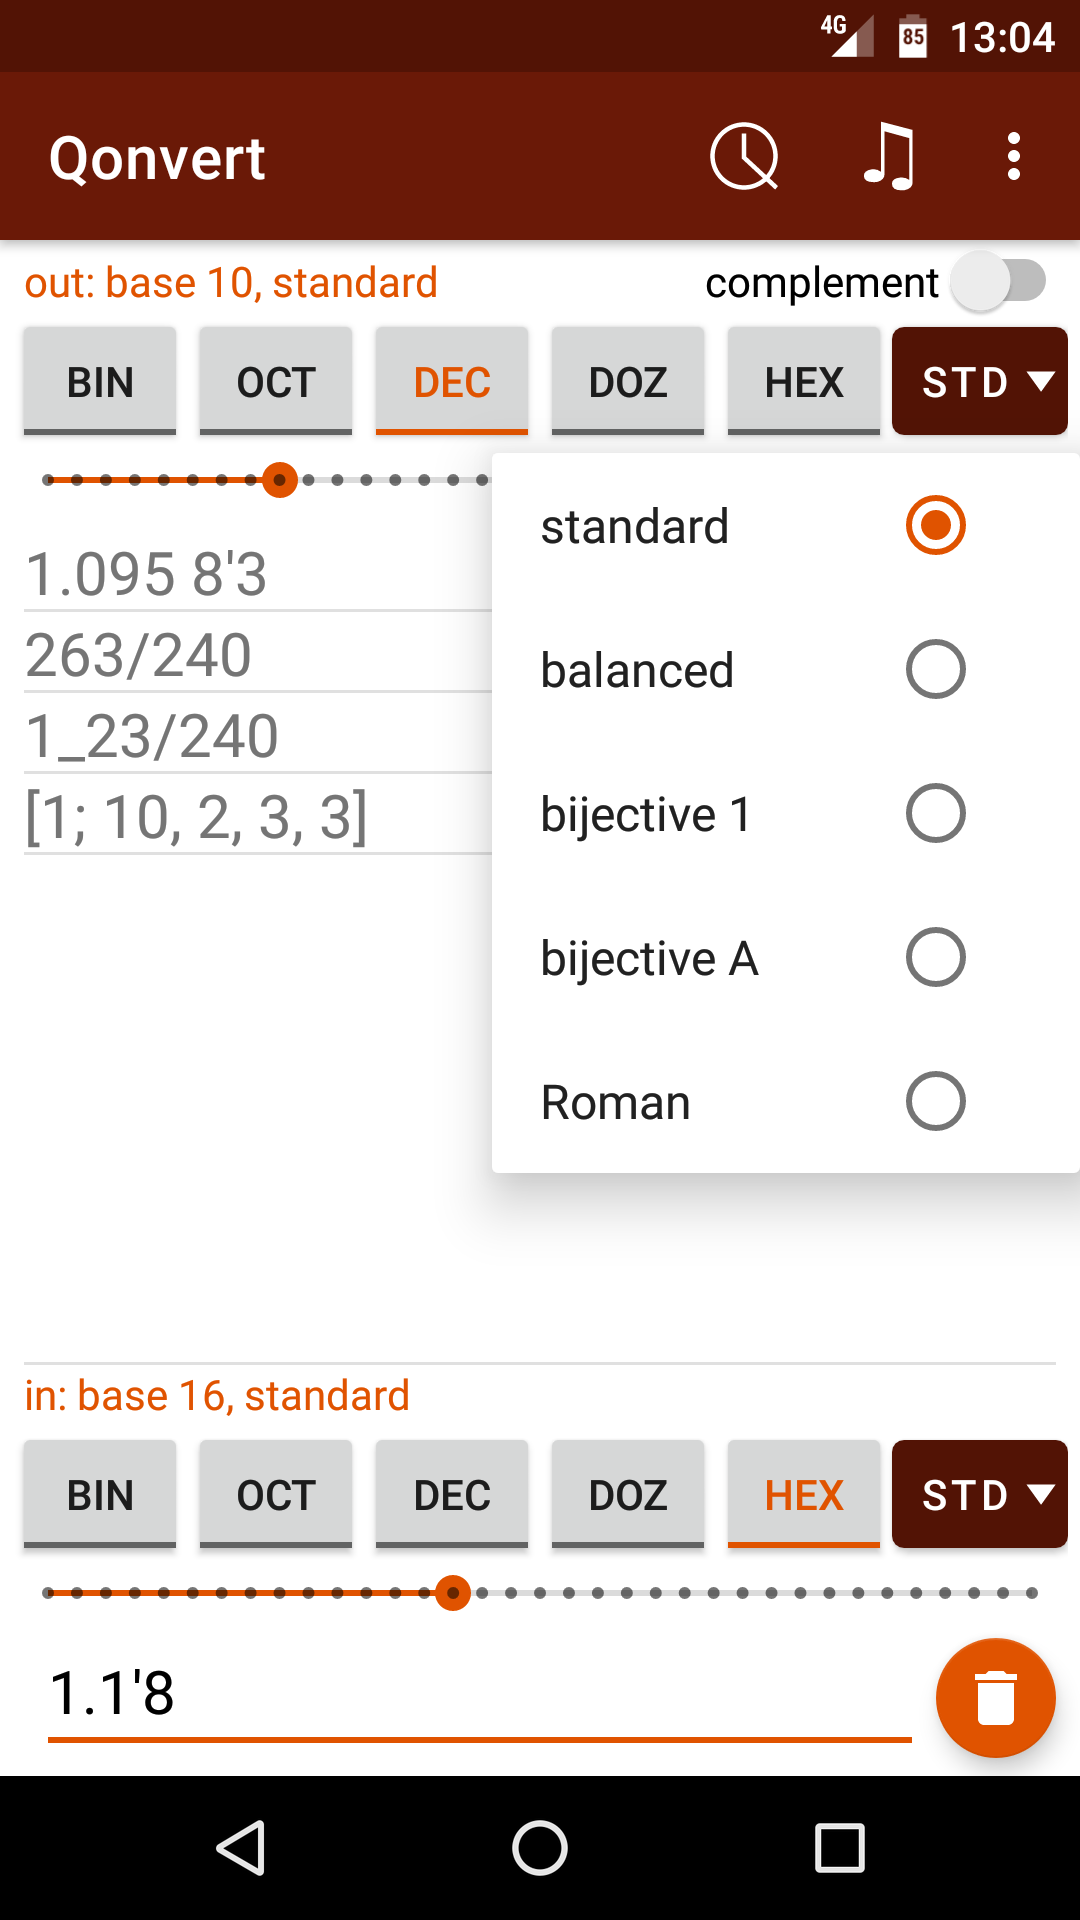 4G 85 13:04
Qonvert
out: base 10, standard complement
BIN OCT DEC DOZ HEX STD
standard
1.095 8'3
263/240
balanced
1_23/240
bijective 1
[1; 10, 2, 3, 3]
bijective A
Roman
in: base 16, standard
BIN OCT DEC DOZ HEX STD
1.1'8